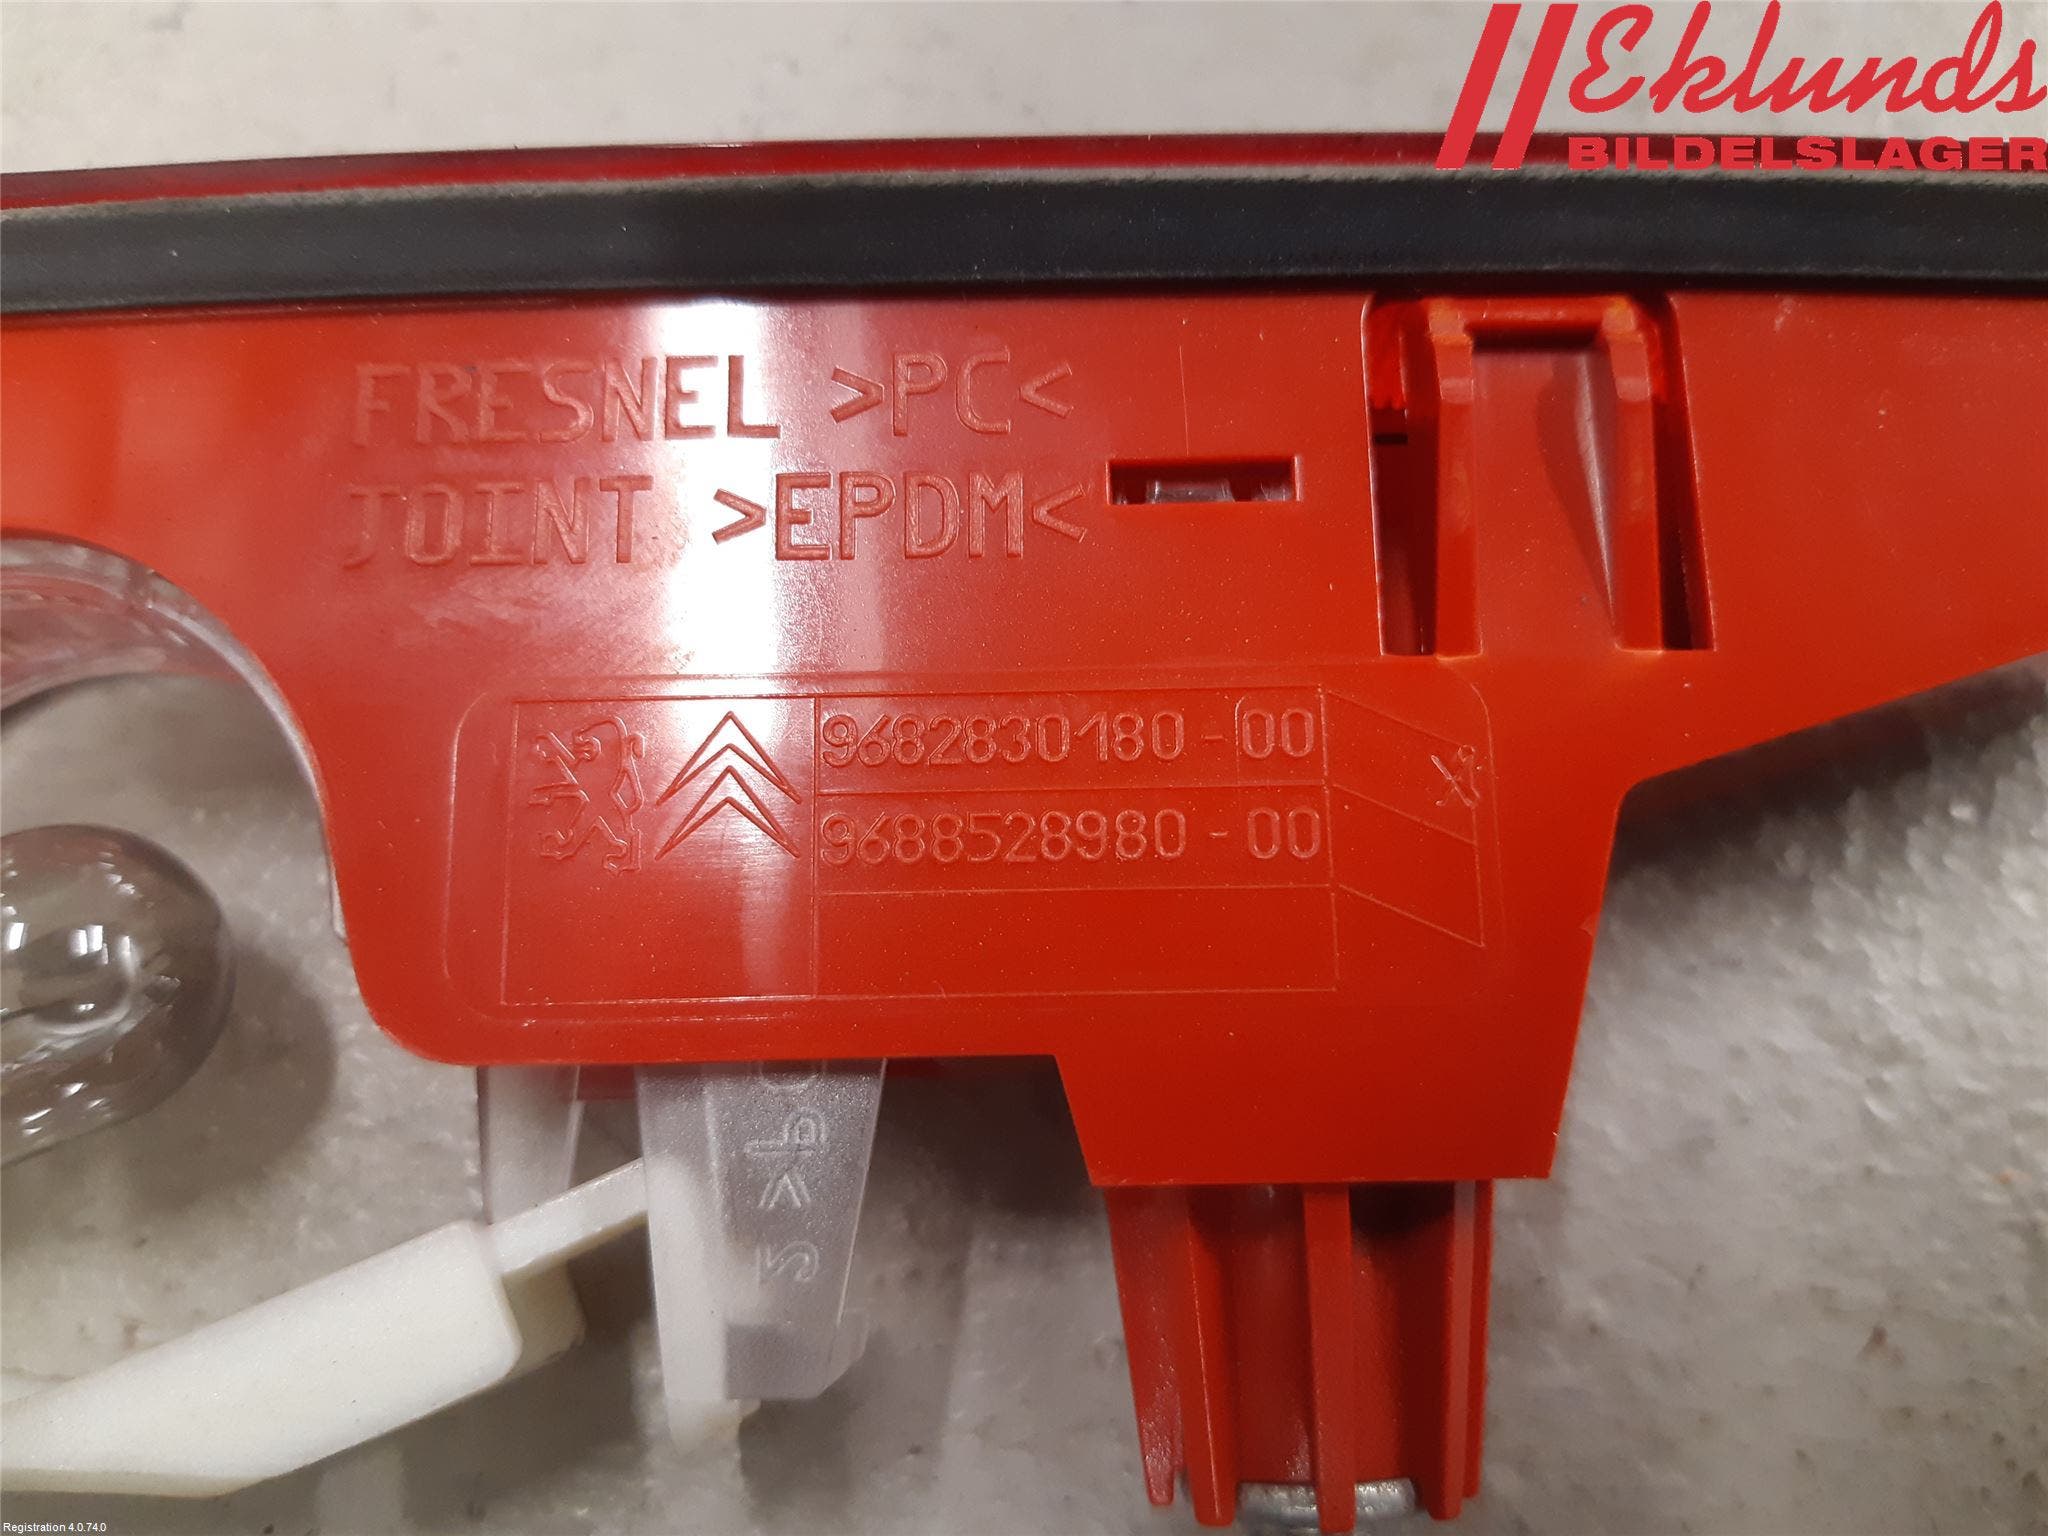 Eklunds
BILDELSLAGER
FRESNEL >PC<
JOINT >EPDM<
9682830180-00
9688528980-00
Registration 4.0.74.0